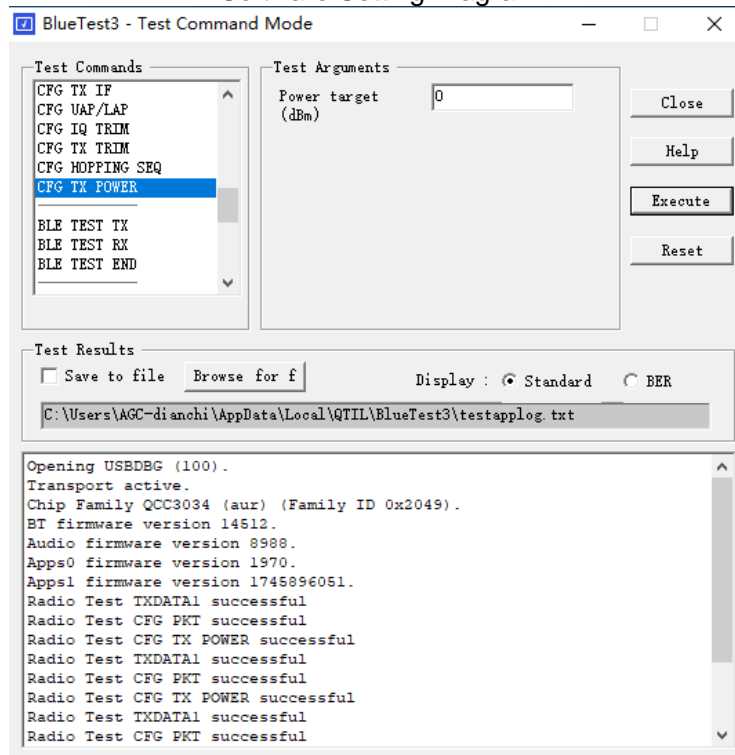 BlueTest3 - Test Command Mode
Test Commands
CFG TX IF
CFG UAP/LAP
CFG IQ TRIM
CFG TX TRIM
CFG HOPPING SEQ
CFG TX POWER
BLE TEST TX
BLE TEST RX
BLE TEST END
Test Arguments
Power target
(dBm)
0
Close
Help
Execute
Reset
Test Results
Save to file
Browse for f
Display :
Standard
BER
C:\Users\AGC-dianchi\AppData\Local\QTIL\BlueTest3\testapplog.txt
Opening USBDBG (100).
Transport active.
Chip Family QCC3034 (aur) (Family ID 0x2049).
BT firmware version 14512.
Audio firmware version 8988.
Apps0 firmware version 1970.
Apps1 firmware version 1745896051.
Radio Test TXDATA1 successful
Radio Test CFG PKT successful
Radio Test CFG TX POWER successful
Radio Test TXDATA1 successful
Radio Test CFG PKT successful
Radio Test CFG TX POWER successful
Radio Test TXDATA1 successful
Radio Test CFG PKT successful